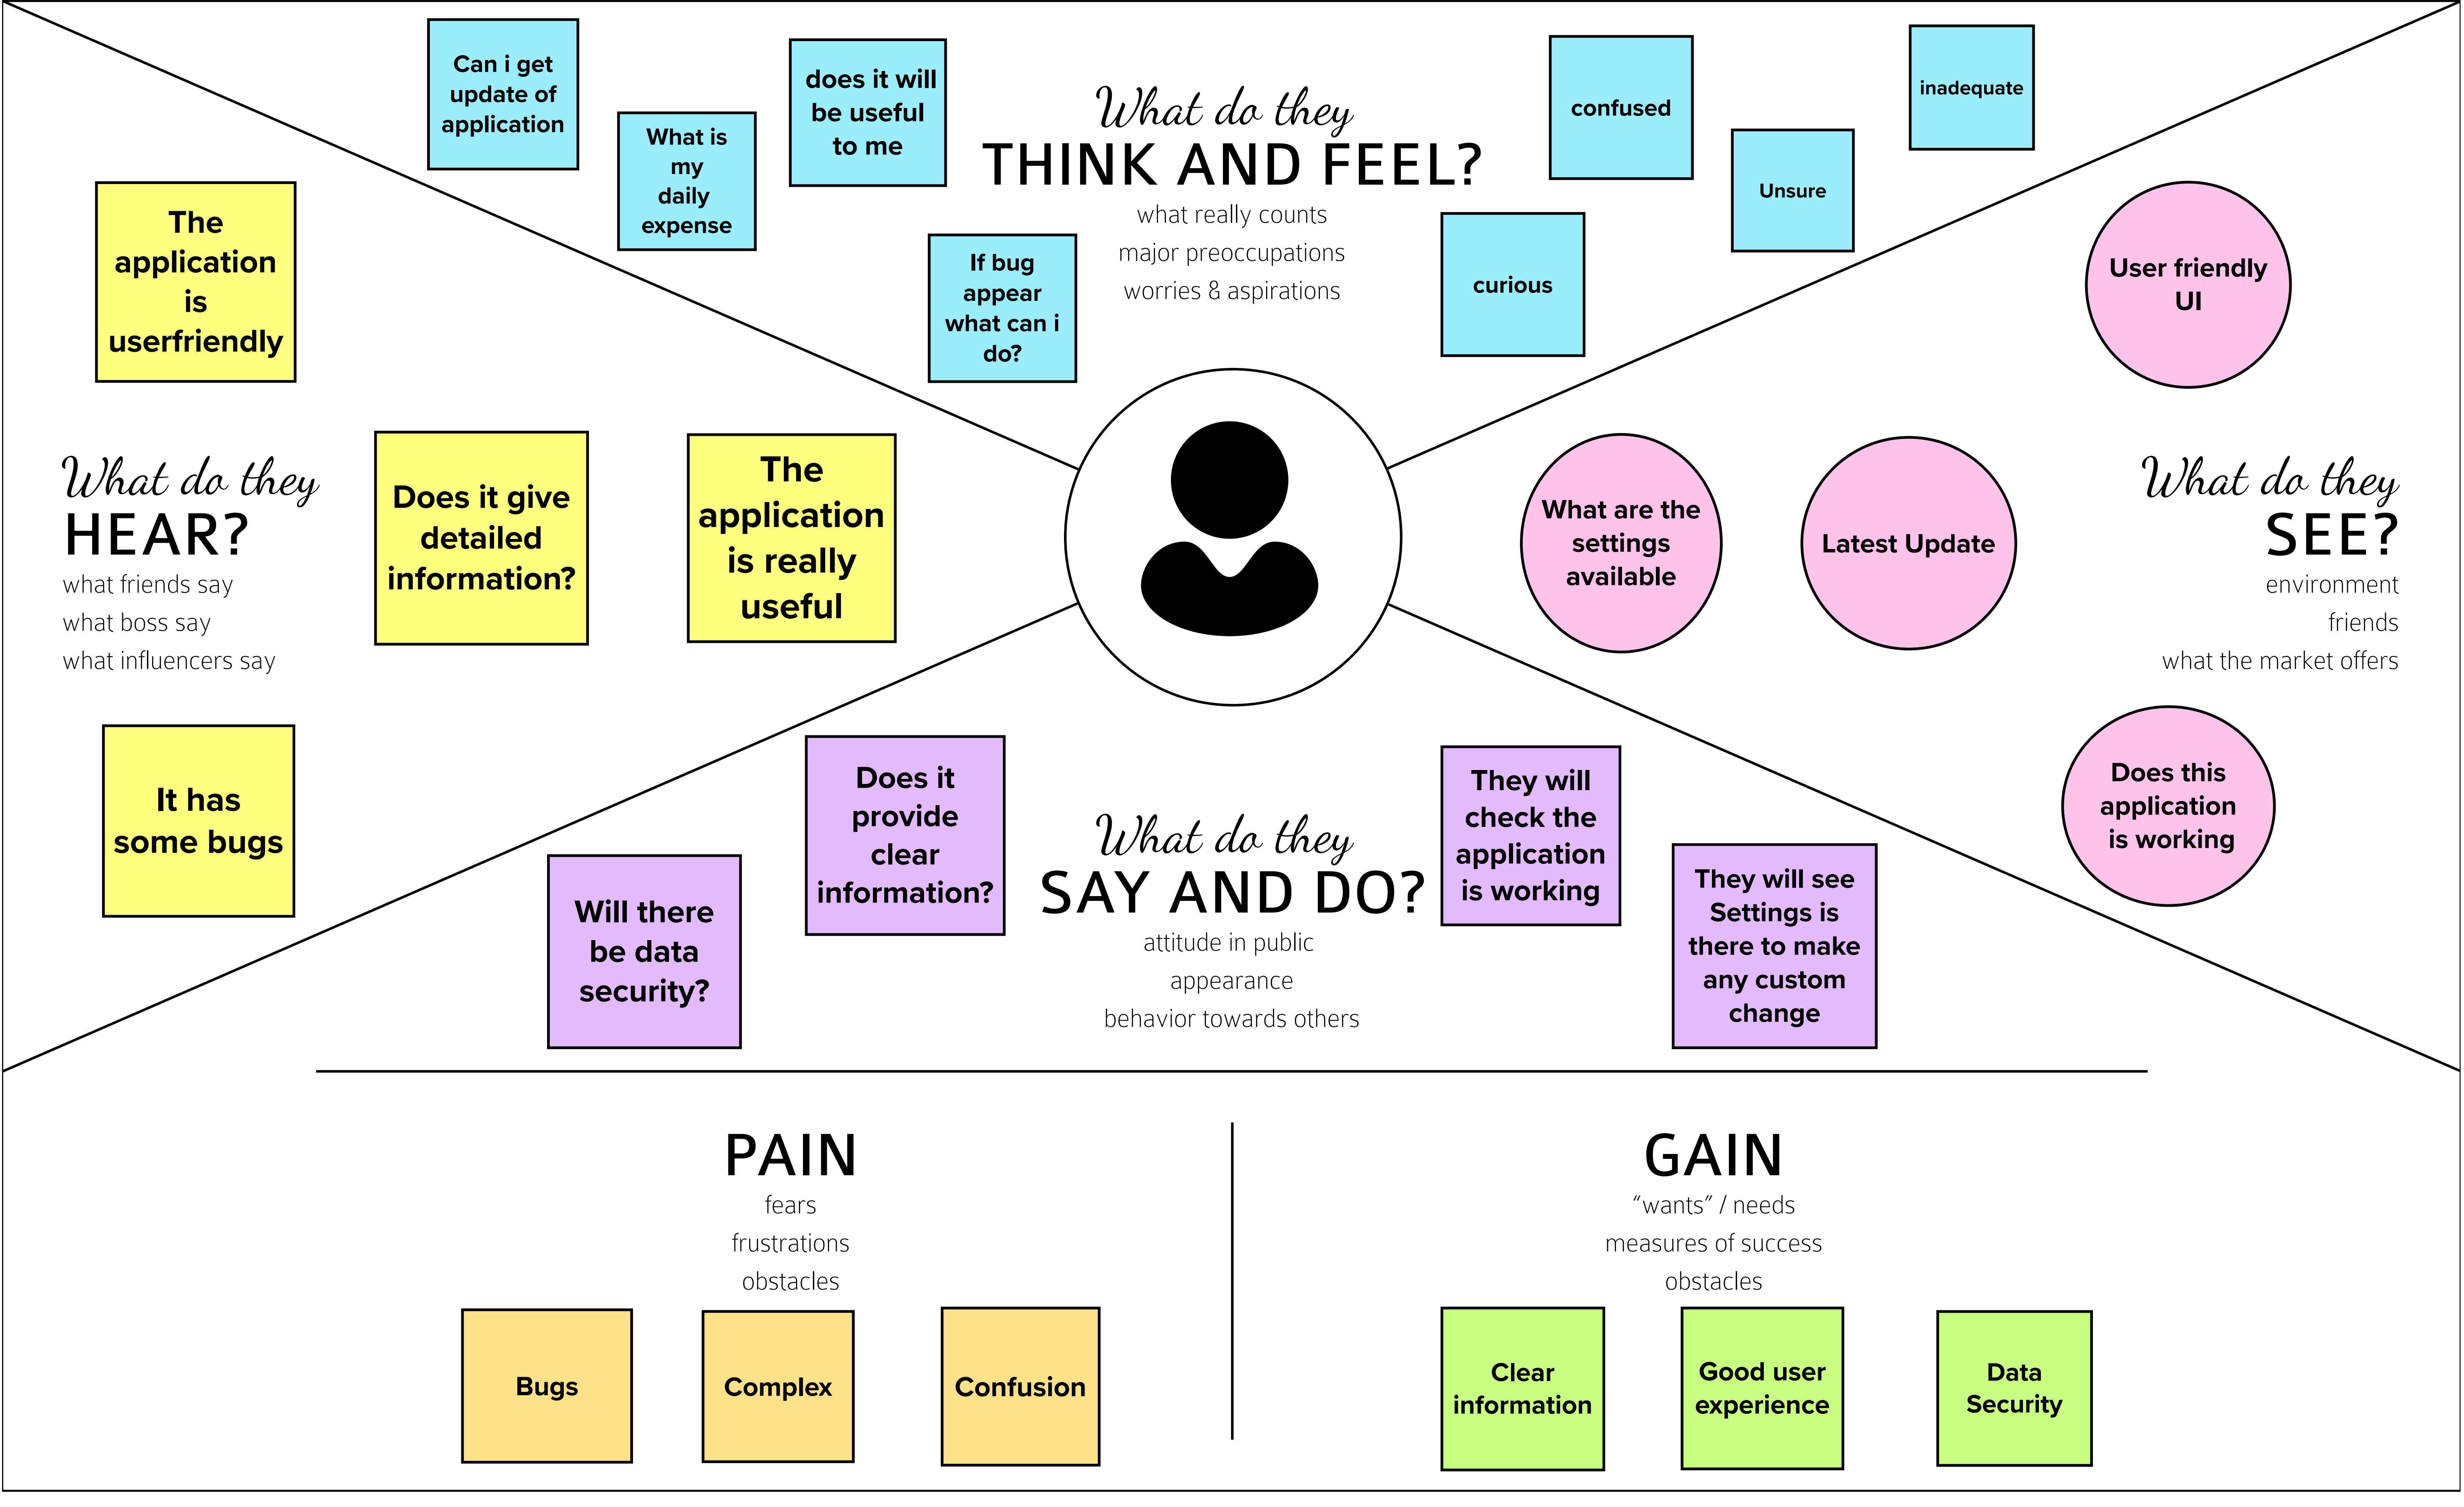 Can i get
update of
application
What is
my
daily
expense
does it will
be useful
to me
If bug
appear
what can i
do?
What do they
THINK AND FEEL?
what really counts
major preoccupations
worries & aspirations
confused
inadequate
Unsure
curious
The
application
is
userfriendly
What do they
HEAR?
what friends say
what boss say
what influencers say
Does it give
detailed
information?
The
application
is really
useful
It has
some bugs
User friendly
UI
What are the
settings
available
Latest Update
What do they
SEE?
environment
friends
what the market offers
Does this
application
is working
Will there
be data
security?
Does it
provide
clear
information?
What do they
SAY AND DO?
attitude in public
appearance
behavior towards others
They will
check the
application
is working
They will see
Settings is
there to make
any custom
change
PAIN
fears
frustrations
obstacles
Bugs
Complex
Confusion
GAIN
“wants” / needs
measures of success
obstacles
Clear
information
Good user
experience
Data
Security